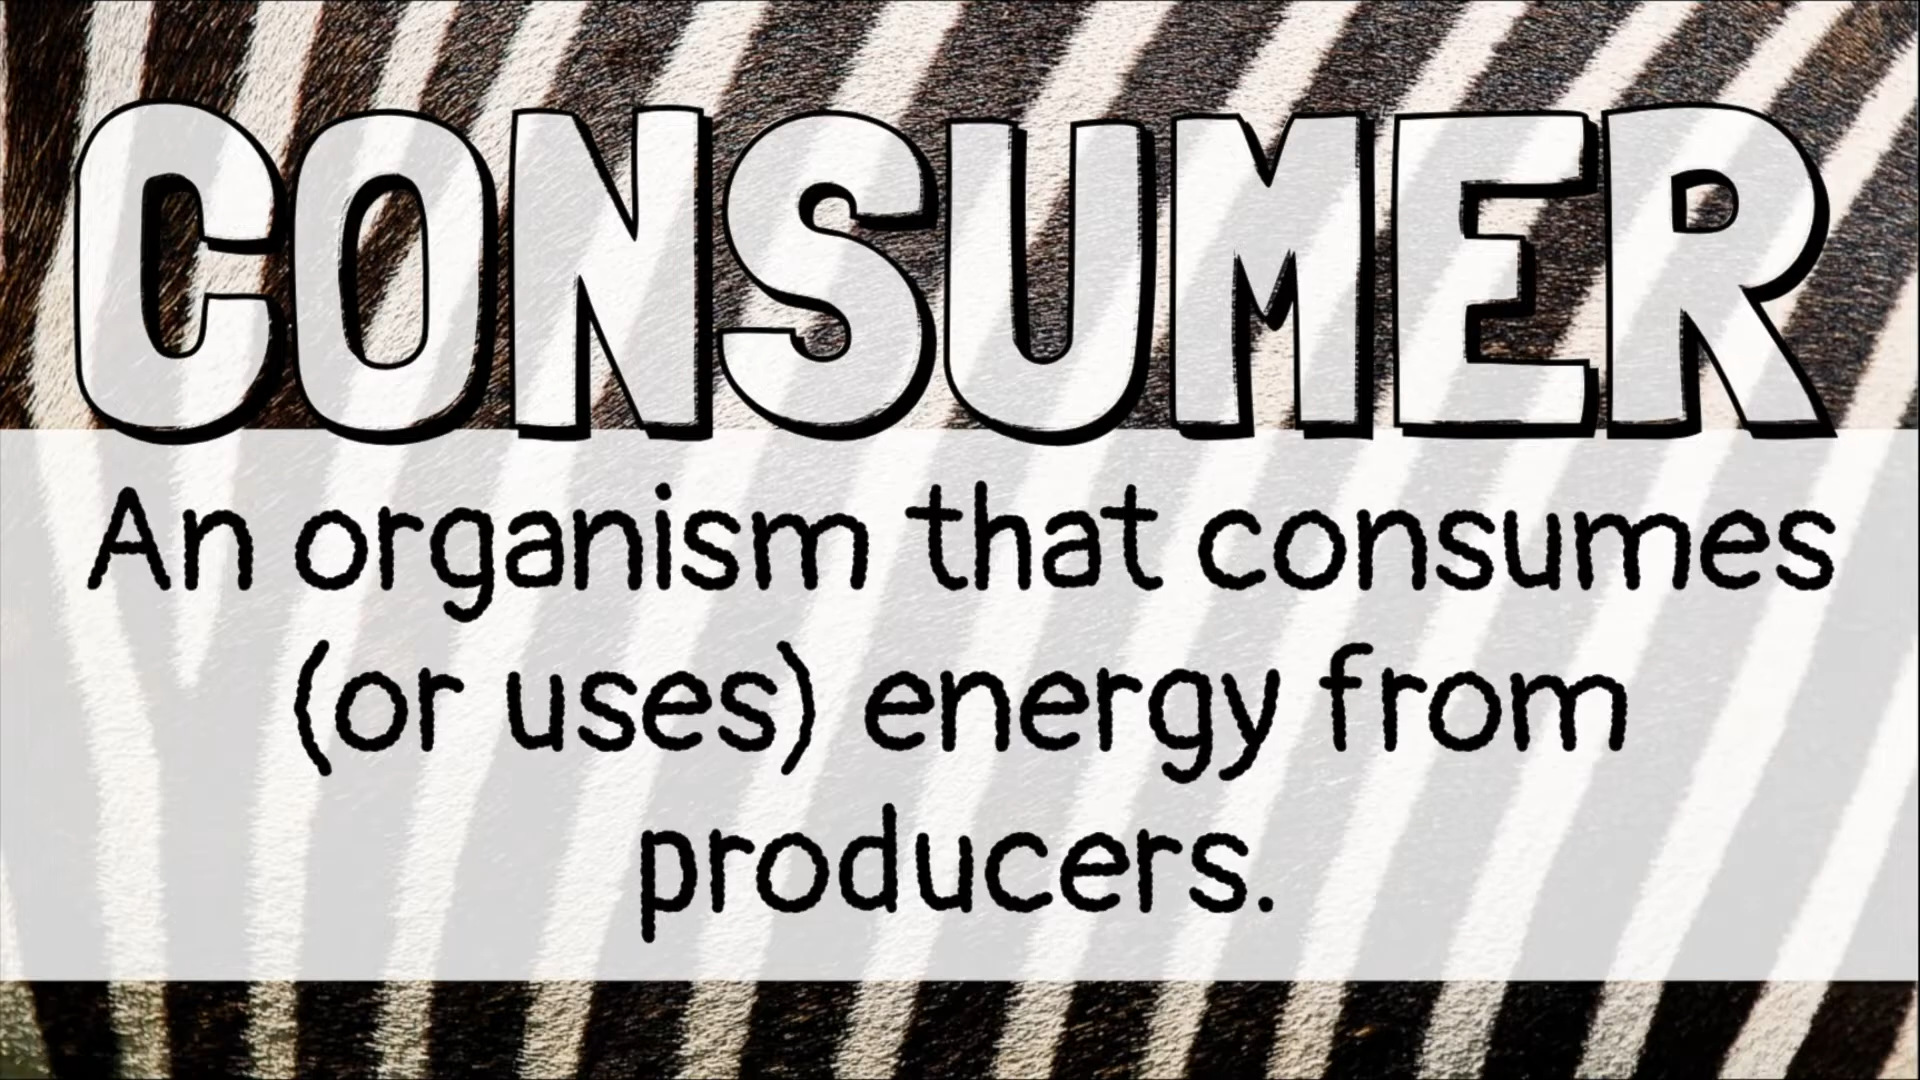 CONSUMER
An organism that consumes
(or uses) energy from
producers.